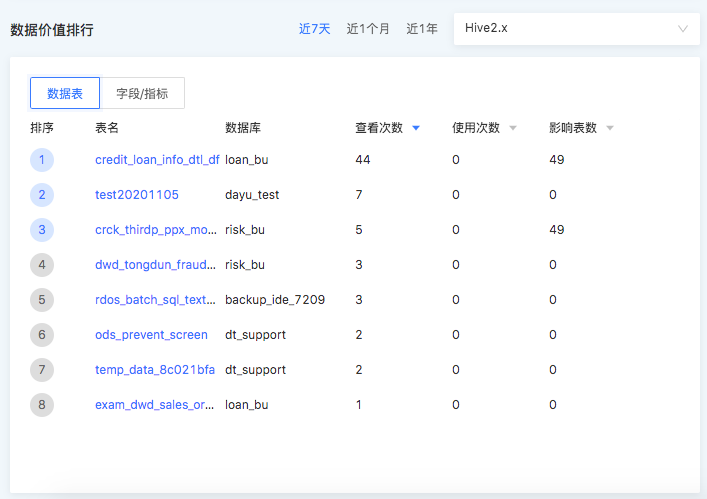 数据价值排行 近7天 近1个月 近1年 Hive2.x
数据表 字段/指标
排序 表名 数据库 查看次数 使用次数 影响表数
1 credit_loan_info_dtl_df loan_bu 44 0 49
2 test20201105 dayu_test 7 0 0
3 crck_thirdp_ppx_mo... risk_bu 5 0 49
4 dwd_tongdun_fraud... risk_bu 3 0 0
5 rdos_batch_sql_text... backup_ide_7209 3 0 0
6 ods_prevent_screen dt_support 2 0 0
7 temp_data_8c021bfa dt_support 2 0 0
8 exam_dwd_sales_or... loan_bu 1 0 0